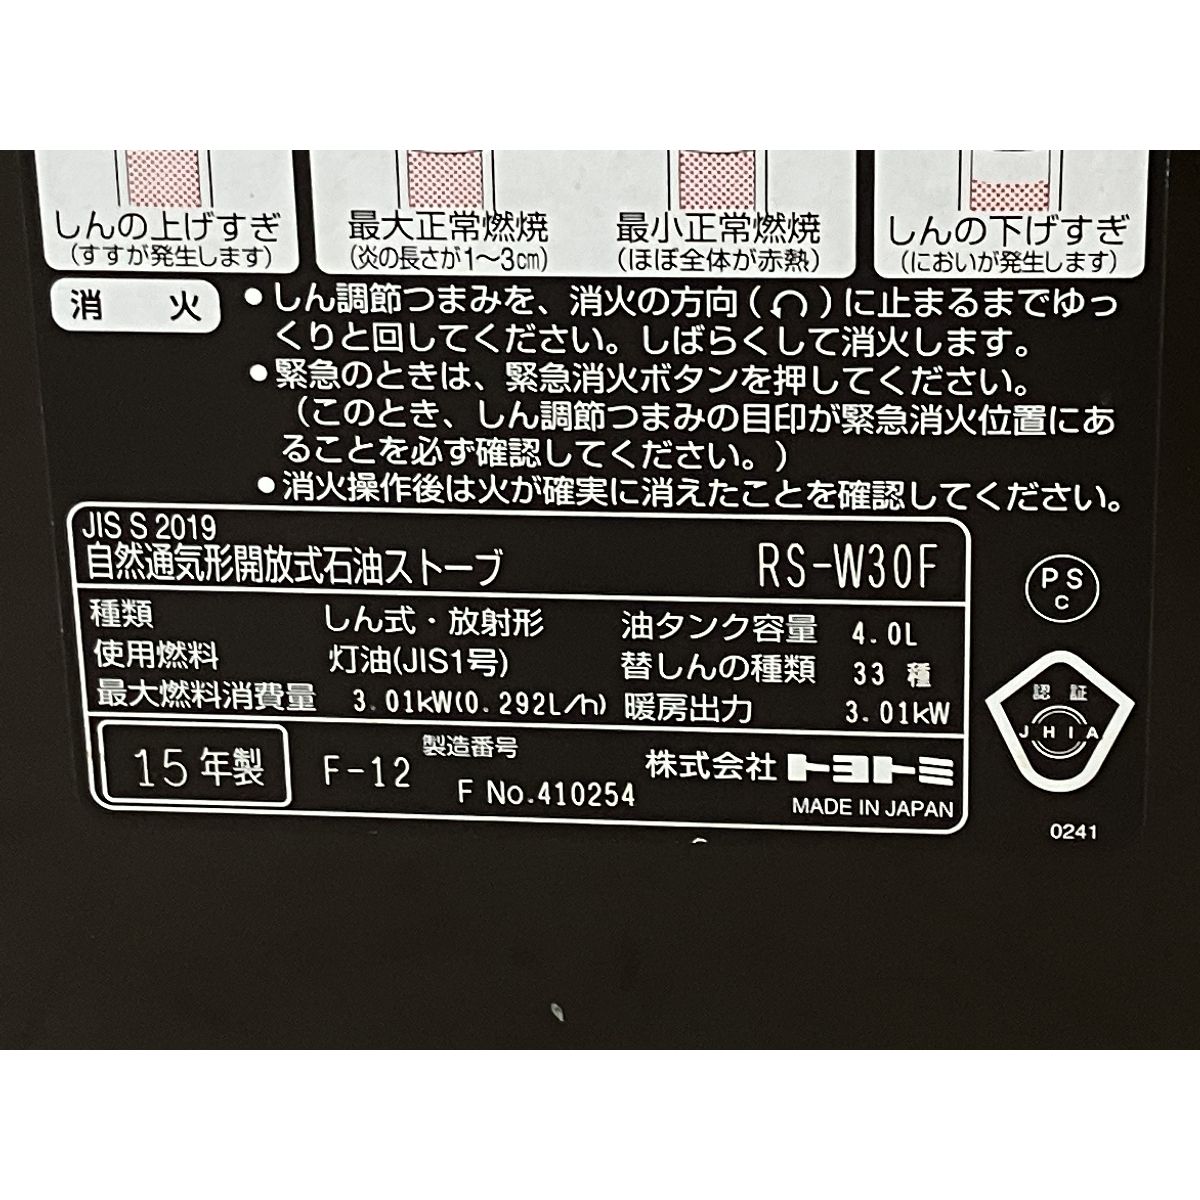 しんの上げすぎ
(すすが発生します)
最大正常燃焼
(炎の長さが1～3cm)
最小正常燃焼
(ほぼ全体が赤熱)
しんの下げすぎ
(においが発生します)
消火
●しん調節つまみを、消火の方向(↶)に止まるまでゆっ
くりと回してください。しばらくして消火します。
●緊急のときは、緊急消火ボタンを押してください。
(このとき、しん調節つまみの目印が緊急消火位置にあ
ることを必ず確認してください。)
●消火操作後は火が確実に消えたことを確認してください。
JIS S 2019
自然通気形開放式石油ストーブ RS-W30F
種類 しん式・放射形 油タンク容量 4.0L
使用燃料 灯油(JIS1号) 替しんの種類 33 種
最大燃料消費量 3.01kW(0.292L/h) 暖房出力 3.01kW
15年製 F-12
製造番号
F No.410254
株式会社 トヨトミ
MADE IN JAPAN
PS
C
認証
JHIA
0241